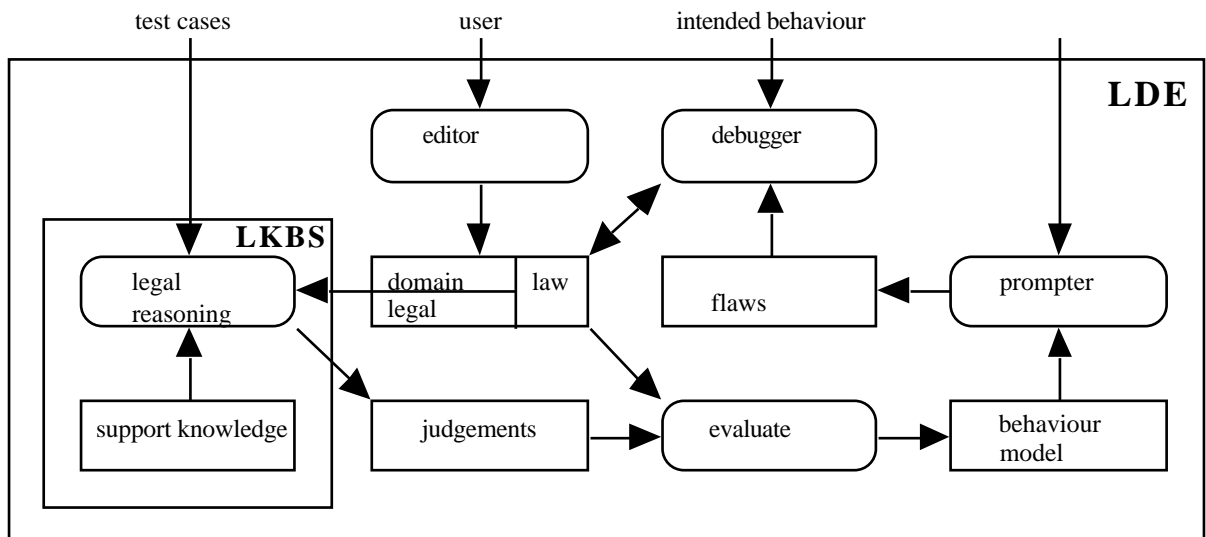 test cases
user
intended behaviour
LDE
editor
debugger
LKBS
legal
reasoning
domain
legal
law
flaws
prompter
support knowledge
judgements
evaluate
behaviour
model